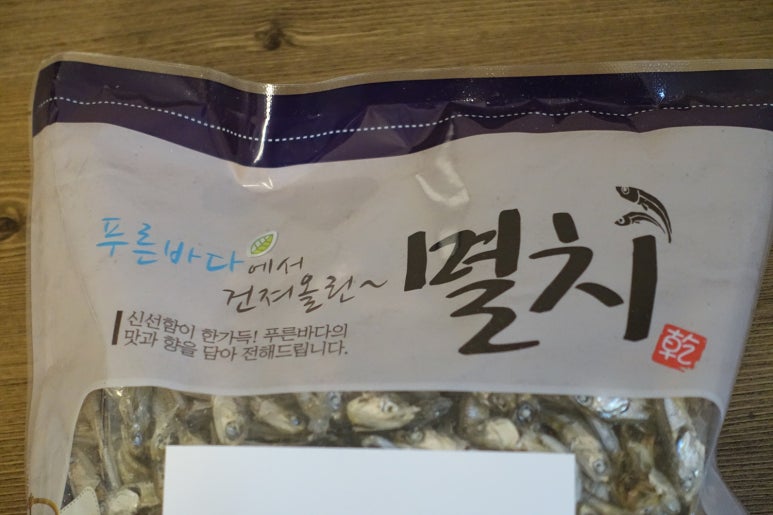 푸른바다에서
건져올린~
멸치
신선함이 한가득! 푸른바다의
맛과 향을 담아 전해드립니다.
乾